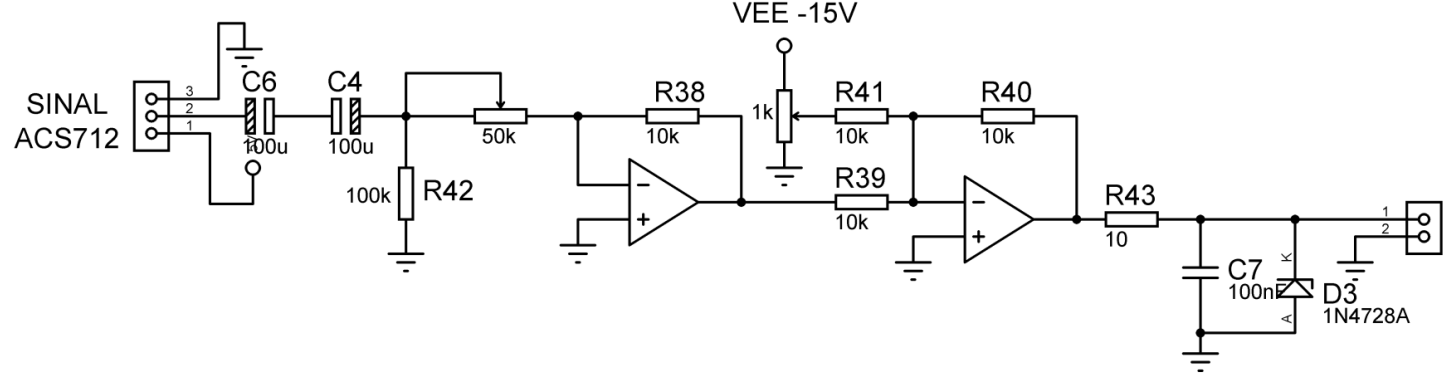 VEE -15V
SINAL
ACS712
3
2
1
C6
100u
C4
100u
50k
100k
R42
R38
10k
1k
R41
10k
R40
10k
R39
10k
R43
10
C7
100nF
K
A
D3
1N4728A
1
2